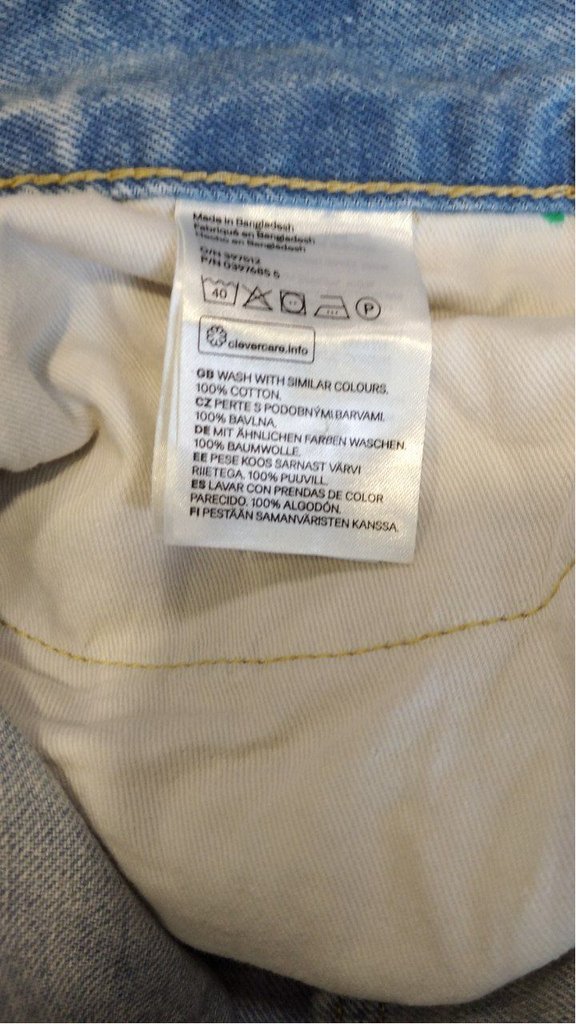 Made in Bangladesh
Fabriqué en Bangladesh
Hecho en Bangladesh
O/N 397612
P/N 0397685 5
40
P
clevercare.info
GB WASH WITH SIMILAR COLOURS.
100% COTTON.
CZ PERTE S PODOBNÝMI BARVAMI.
100% BAVLNA.
DE MIT ÄHNLICHEN FARBEN WASCHEN.
100% BAUMWOLLE.
EE PESE KOOS SARNAST VÄRVI
RIIETEGA. 100% PUUVILL.
ES LAVAR CON PRENDAS DE COLOR
PARECIDO. 100% ALGODÓN.
FI PESTÄÄN SAMANVÄRISTEN KANSSA.